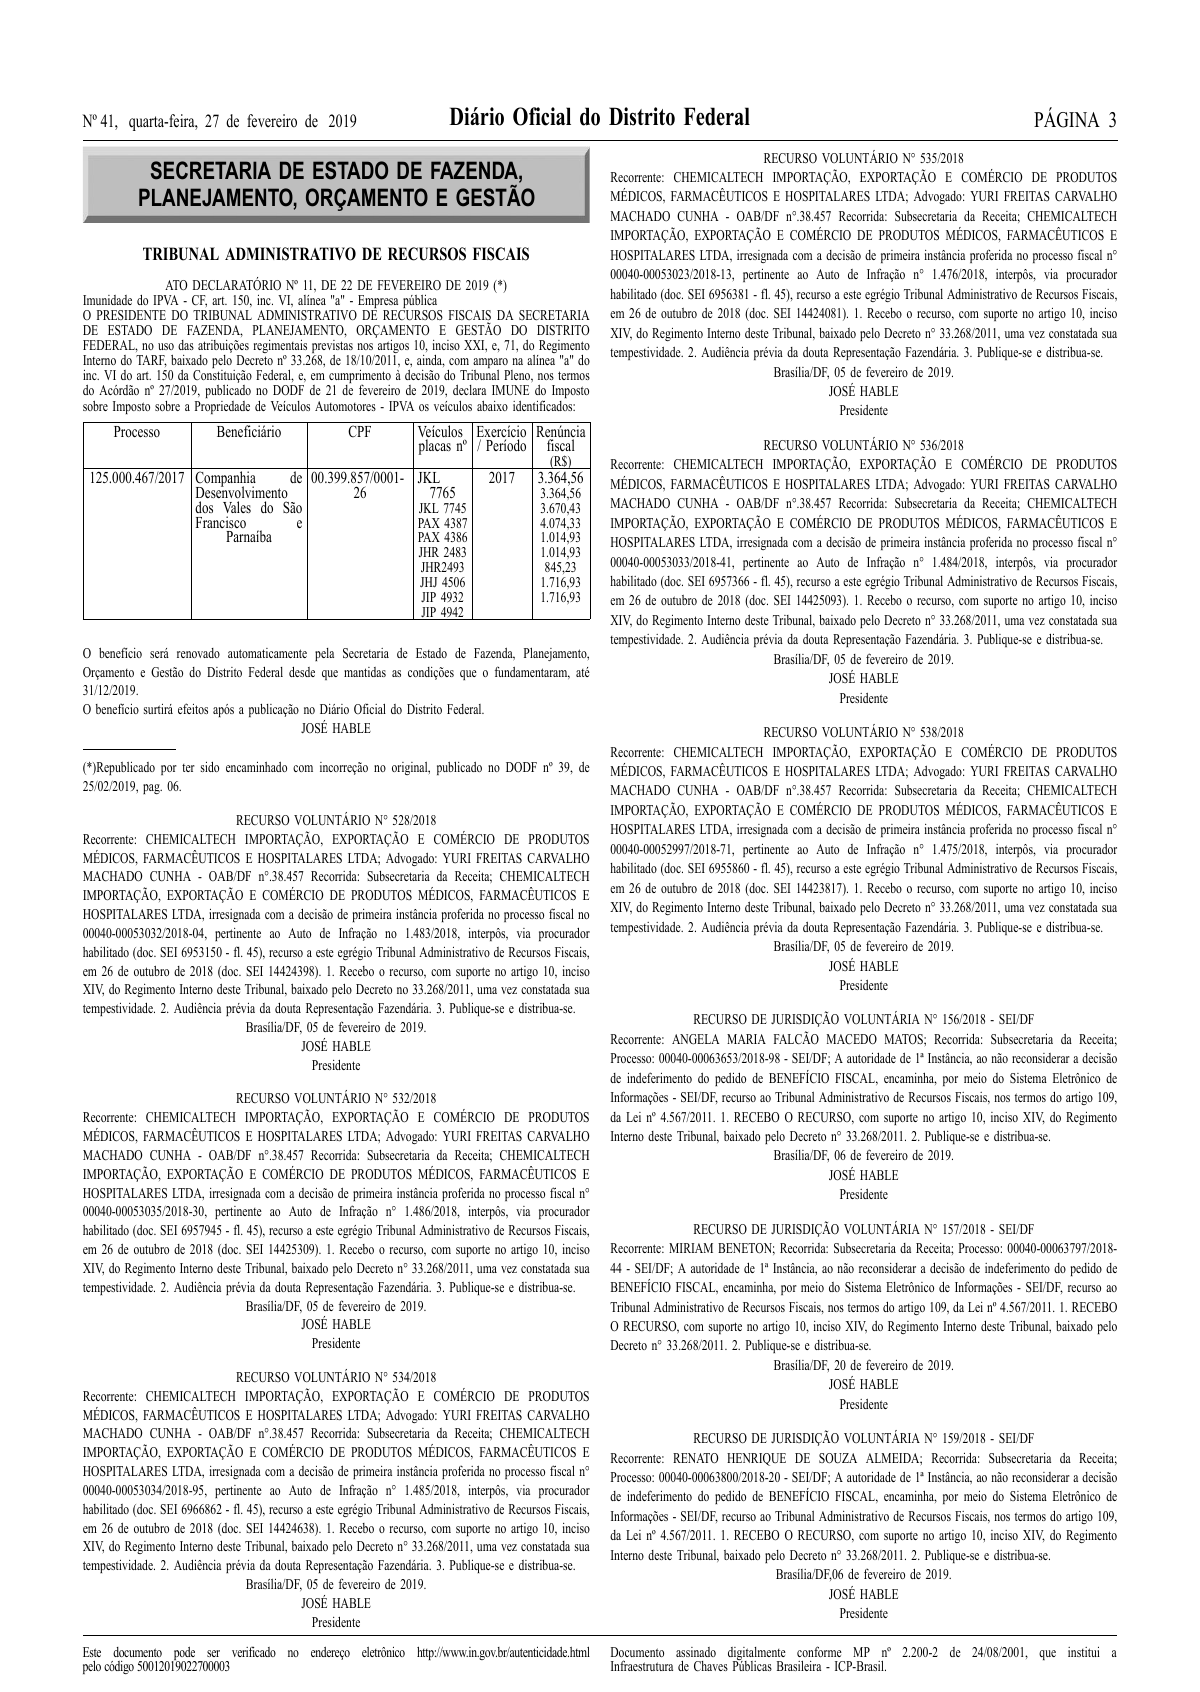 Nº 41, quarta-feira, 27 de fevereiro de 2019
Diário Oficial do Distrito Federal
PÁGINA 3
SECRETARIA DE ESTADO DE FAZENDA,
PLANEJAMENTO, ORÇAMENTO E GESTÃO
TRIBUNAL ADMINISTRATIVO DE RECURSOS FISCAIS
ATO DECLARATÓRIO Nº 11, DE 22 DE FEVEREIRO DE 2019 (*)
Imunidade do IPVA - CF, art. 150, inc. VI, alínea "a" - Empresa pública
O PRESIDENTE DO TRIBUNAL ADMINISTRATIVO DE RECURSOS FISCAIS DA SECRETARIA
DE ESTADO DE FAZENDA, PLANEJAMENTO, ORÇAMENTO E GESTÃO DO DISTRITO
FEDERAL, no uso das atribuições regimentais previstas nos artigos 10, inciso XXI, e, 71, do Regimento
Interno do TARF, baixado pelo Decreto nº 33.268, de 18/10/2011, e, ainda, com amparo na alínea "a" do
inc. VI do art. 150 da Constituição Federal, e, em cumprimento à decisão do Tribunal Pleno, nos termos
do Acórdão nº 27/2019, publicado no DODF de 21 de fevereiro de 2019, declara IMUNE do Imposto
sobre Imposto sobre a Propriedade de Veículos Automotores - IPVA os veículos abaixo identificados:
Processo Beneficiário CPF Veículos Exercício Renúncia
placas nº / Período fiscal
(R$)
125.000.467/2017 Companhia de 00.399.857/0001- JKL 2017 3.364,56
Desenvolvimento 26 7765 3.364,56
dos Vales do São JKL 7745 3.670,43
Francisco e PAX 4387 4.074,33
Parnaíba PAX 4386 1.014,93
JHR 2483 1.014,93
JHR2493 845,23
JHJ 4506 1.716,93
JIP 4932 1.716,93
JIP 4942
O benefício será renovado automaticamente pela Secretaria de Estado de Fazenda, Planejamento,
Orçamento e Gestão do Distrito Federal desde que mantidas as condições que o fundamentaram, até
31/12/2019.
O benefício surtirá efeitos após a publicação no Diário Oficial do Distrito Federal.
JOSÉ HABLE
(*)Republicado por ter sido encaminhado com incorreção no original, publicado no DODF nº 39, de
25/02/2019, pag. 06.
RECURSO VOLUNTÁRIO N° 528/2018
Recorrente: CHEMICALTECH IMPORTAÇÃO, EXPORTAÇÃO E COMÉRCIO DE PRODUTOS
MÉDICOS, FARMACÊUTICOS E HOSPITALARES LTDA; Advogado: YURI FREITAS CARVALHO
MACHADO CUNHA - OAB/DF n°.38.457 Recorrida: Subsecretaria da Receita; CHEMICALTECH
IMPORTAÇÃO, EXPORTAÇÃO E COMÉRCIO DE PRODUTOS MÉDICOS, FARMACÊUTICOS E
HOSPITALARES LTDA, irresignada com a decisão de primeira instância proferida no processo fiscal no
00040-00053032/2018-04, pertinente ao Auto de Infração no 1.483/2018, interpôs, via procurador
habilitado (doc. SEI 6953150 - fl. 45), recurso a este egrégio Tribunal Administrativo de Recursos Fiscais,
em 26 de outubro de 2018 (doc. SEI 14424398). 1. Recebo o recurso, com suporte no artigo 10, inciso
XIV, do Regimento Interno deste Tribunal, baixado pelo Decreto no 33.268/2011, uma vez constatada sua
tempestividade. 2. Audiência prévia da douta Representação Fazendária. 3. Publique-se e distribua-se.
Brasília/DF, 05 de fevereiro de 2019.
JOSÉ HABLE
Presidente
RECURSO VOLUNTÁRIO N° 532/2018
Recorrente: CHEMICALTECH IMPORTAÇÃO, EXPORTAÇÃO E COMÉRCIO DE PRODUTOS
MÉDICOS, FARMACÊUTICOS E HOSPITALARES LTDA; Advogado: YURI FREITAS CARVALHO
MACHADO CUNHA - OAB/DF n°.38.457 Recorrida: Subsecretaria da Receita; CHEMICALTECH
IMPORTAÇÃO, EXPORTAÇÃO E COMÉRCIO DE PRODUTOS MÉDICOS, FARMACÊUTICOS E
HOSPITALARES LTDA, irresignada com a decisão de primeira instância proferida no processo fiscal n°
00040-00053035/2018-30, pertinente ao Auto de Infração n° 1.486/2018, interpôs, via procurador
habilitado (doc. SEI 6957945 - fl. 45), recurso a este egrégio Tribunal Administrativo de Recursos Fiscais,
em 26 de outubro de 2018 (doc. SEI 14425309). 1. Recebo o recurso, com suporte no artigo 10, inciso
XIV, do Regimento Interno deste Tribunal, baixado pelo Decreto n° 33.268/2011, uma vez constatada sua
tempestividade. 2. Audiência prévia da douta Representação Fazendária. 3. Publique-se e distribua-se.
Brasília/DF, 05 de fevereiro de 2019.
JOSÉ HABLE
Presidente
RECURSO VOLUNTÁRIO N° 534/2018
Recorrente: CHEMICALTECH IMPORTAÇÃO, EXPORTAÇÃO E COMÉRCIO DE PRODUTOS
MÉDICOS, FARMACÊUTICOS E HOSPITALARES LTDA; Advogado: YURI FREITAS CARVALHO
MACHADO CUNHA - OAB/DF n°.38.457 Recorrida: Subsecretaria da Receita; CHEMICALTECH
IMPORTAÇÃO, EXPORTAÇÃO E COMÉRCIO DE PRODUTOS MÉDICOS, FARMACÊUTICOS E
HOSPITALARES LTDA, irresignada com a decisão de primeira instância proferida no processo fiscal n°
00040-00053034/2018-95, pertinente ao Auto de Infração n° 1.485/2018, interpôs, via procurador
habilitado (doc. SEI 6966862 - fl. 45), recurso a este egrégio Tribunal Administrativo de Recursos Fiscais,
em 26 de outubro de 2018 (doc. SEI 14424638). 1. Recebo o recurso, com suporte no artigo 10, inciso
XIV, do Regimento Interno deste Tribunal, baixado pelo Decreto n° 33.268/2011, uma vez constatada sua
tempestividade. 2. Audiência prévia da douta Representação Fazendária. 3. Publique-se e distribua-se.
Brasília/DF, 05 de fevereiro de 2019.
JOSÉ HABLE
Presidente
RECURSO VOLUNTÁRIO N° 535/2018
Recorrente: CHEMICALTECH IMPORTAÇÃO, EXPORTAÇÃO E COMÉRCIO DE PRODUTOS
MÉDICOS, FARMACÊUTICOS E HOSPITALARES LTDA; Advogado: YURI FREITAS CARVALHO
MACHADO CUNHA - OAB/DF n°.38.457 Recorrida: Subsecretaria da Receita; CHEMICALTECH
IMPORTAÇÃO, EXPORTAÇÃO E COMÉRCIO DE PRODUTOS MÉDICOS, FARMACÊUTICOS E
HOSPITALARES LTDA, irresignada com a decisão de primeira instância proferida no processo fiscal n°
00040-00053023/2018-13, pertinente ao Auto de Infração n° 1.476/2018, interpôs, via procurador
habilitado (doc. SEI 6956381 - fl. 45), recurso a este egrégio Tribunal Administrativo de Recursos Fiscais,
em 26 de outubro de 2018 (doc. SEI 14424081). 1. Recebo o recurso, com suporte no artigo 10, inciso
XIV, do Regimento Interno deste Tribunal, baixado pelo Decreto n° 33.268/2011, uma vez constatada sua
tempestividade. 2. Audiência prévia da douta Representação Fazendária. 3. Publique-se e distribua-se.
Brasília/DF, 05 de fevereiro de 2019.
JOSÉ HABLE
Presidente
RECURSO VOLUNTÁRIO N° 536/2018
Recorrente: CHEMICALTECH IMPORTAÇÃO, EXPORTAÇÃO E COMÉRCIO DE PRODUTOS
MÉDICOS, FARMACÊUTICOS E HOSPITALARES LTDA; Advogado: YURI FREITAS CARVALHO
MACHADO CUNHA - OAB/DF n°.38.457 Recorrida: Subsecretaria da Receita; CHEMICALTECH
IMPORTAÇÃO, EXPORTAÇÃO E COMÉRCIO DE PRODUTOS MÉDICOS, FARMACÊUTICOS E
HOSPITALARES LTDA, irresignada com a decisão de primeira instância proferida no processo fiscal n°
00040-00053033/2018-41, pertinente ao Auto de Infração n° 1.484/2018, interpôs, via procurador
habilitado (doc. SEI 6957366 - fl. 45), recurso a este egrégio Tribunal Administrativo de Recursos Fiscais,
em 26 de outubro de 2018 (doc. SEI 14425093). 1. Recebo o recurso, com suporte no artigo 10, inciso
XIV, do Regimento Interno deste Tribunal, baixado pelo Decreto n° 33.268/2011, uma vez constatada sua
tempestividade. 2. Audiência prévia da douta Representação Fazendária. 3. Publique-se e distribua-se.
Brasília/DF, 05 de fevereiro de 2019.
JOSÉ HABLE
Presidente
RECURSO VOLUNTÁRIO N° 538/2018
Recorrente: CHEMICALTECH IMPORTAÇÃO, EXPORTAÇÃO E COMÉRCIO DE PRODUTOS
MÉDICOS, FARMACÊUTICOS E HOSPITALARES LTDA; Advogado: YURI FREITAS CARVALHO
MACHADO CUNHA - OAB/DF n°.38.457 Recorrida: Subsecretaria da Receita; CHEMICALTECH
IMPORTAÇÃO, EXPORTAÇÃO E COMÉRCIO DE PRODUTOS MÉDICOS, FARMACÊUTICOS E
HOSPITALARES LTDA, irresignada com a decisão de primeira instância proferida no processo fiscal n°
00040-00052997/2018-71, pertinente ao Auto de Infração n° 1.475/2018, interpôs, via procurador
habilitado (doc. SEI 6955860 - fl. 45), recurso a este egrégio Tribunal Administrativo de Recursos Fiscais,
em 26 de outubro de 2018 (doc. SEI 14423817). 1. Recebo o recurso, com suporte no artigo 10, inciso
XIV, do Regimento Interno deste Tribunal, baixado pelo Decreto n° 33.268/2011, uma vez constatada sua
tempestividade. 2. Audiência prévia da douta Representação Fazendária. 3. Publique-se e distribua-se.
Brasília/DF, 05 de fevereiro de 2019.
JOSÉ HABLE
Presidente
RECURSO DE JURISDIÇÃO VOLUNTÁRIA N° 156/2018 - SEI/DF
Recorrente: ANGELA MARIA FALCÃO MACEDO MATOS; Recorrida: Subsecretaria da Receita;
Processo: 00040-00063653/2018-98 - SEI/DF; A autoridade de 1ª Instância, ao não reconsiderar a decisão
de indeferimento do pedido de BENEFÍCIO FISCAL, encaminha, por meio do Sistema Eletrônico de
Informações - SEI/DF, recurso ao Tribunal Administrativo de Recursos Fiscais, nos termos do artigo 109,
da Lei nº 4.567/2011. 1. RECEBO O RECURSO, com suporte no artigo 10, inciso XIV, do Regimento
Interno deste Tribunal, baixado pelo Decreto n° 33.268/2011. 2. Publique-se e distribua-se.
Brasília/DF, 06 de fevereiro de 2019.
JOSÉ HABLE
Presidente
RECURSO DE JURISDIÇÃO VOLUNTÁRIA N° 157/2018 - SEI/DF
Recorrente: MIRIAM BENETON; Recorrida: Subsecretaria da Receita; Processo: 00040-00063797/2018-
44 - SEI/DF; A autoridade de 1ª Instância, ao não reconsiderar a decisão de indeferimento do pedido de
BENEFÍCIO FISCAL, encaminha, por meio do Sistema Eletrônico de Informações - SEI/DF, recurso ao
Tribunal Administrativo de Recursos Fiscais, nos termos do artigo 109, da Lei nº 4.567/2011. 1. RECEBO
O RECURSO, com suporte no artigo 10, inciso XIV, do Regimento Interno deste Tribunal, baixado pelo
Decreto n° 33.268/2011. 2. Publique-se e distribua-se.
Brasília/DF, 20 de fevereiro de 2019.
JOSÉ HABLE
Presidente
RECURSO DE JURISDIÇÃO VOLUNTÁRIA N° 159/2018 - SEI/DF
Recorrente: RENATO HENRIQUE DE SOUZA ALMEIDA; Recorrida: Subsecretaria da Receita;
Processo: 00040-00063800/2018-20 - SEI/DF; A autoridade de 1ª Instância, ao não reconsiderar a decisão
de indeferimento do pedido de BENEFÍCIO FISCAL, encaminha, por meio do Sistema Eletrônico de
Informações - SEI/DF, recurso ao Tribunal Administrativo de Recursos Fiscais, nos termos do artigo 109,
da Lei nº 4.567/2011. 1. RECEBO O RECURSO, com suporte no artigo 10, inciso XIV, do Regimento
Interno deste Tribunal, baixado pelo Decreto n° 33.268/2011. 2. Publique-se e distribua-se.
Brasília/DF,06 de fevereiro de 2019.
JOSÉ HABLE
Presidente
Este documento pode ser verificado no endereço eletrônico http://www.in.gov.br/autenticidade.html
pelo código 50012019022700003
Documento assinado digitalmente conforme MP nº 2.200-2 de 24/08/2001, que institui a
Infraestrutura de Chaves Públicas Brasileira - ICP-Brasil.